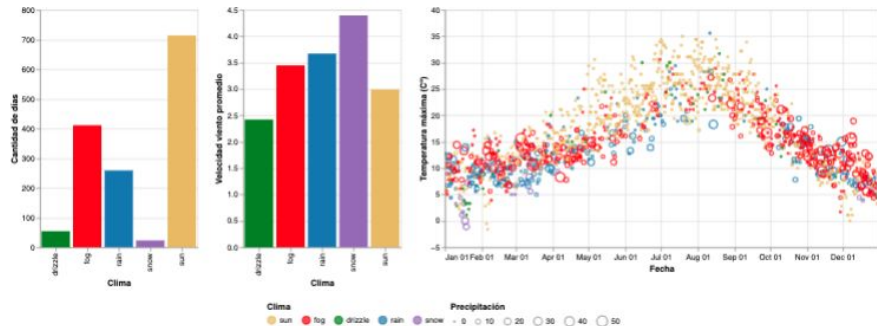 800
700
600
500
400
300
200
100
0
Cantidad de días
drizzle
fog
rain
snow
sun
Clima
4.5
4.0
3.5
3.0
2.5
2.0
1.5
1.0
0.5
0.0
Velocidad viento promedio
drizzle
fog
rain
snow
sun
Clima
40
35
30
25
20
15
10
5
0
−5
Temperatura máxima (C°)
Jan 01 Feb 01 Mar 01 Apr 01 May 01 Jun 01 Jul 01 Aug 01 Sep 01 Oct 01 Nov 01 Dec 01
Fecha
Clima
sun fog drizzle rain snow
Precipitación
0 10 20 30 40 50